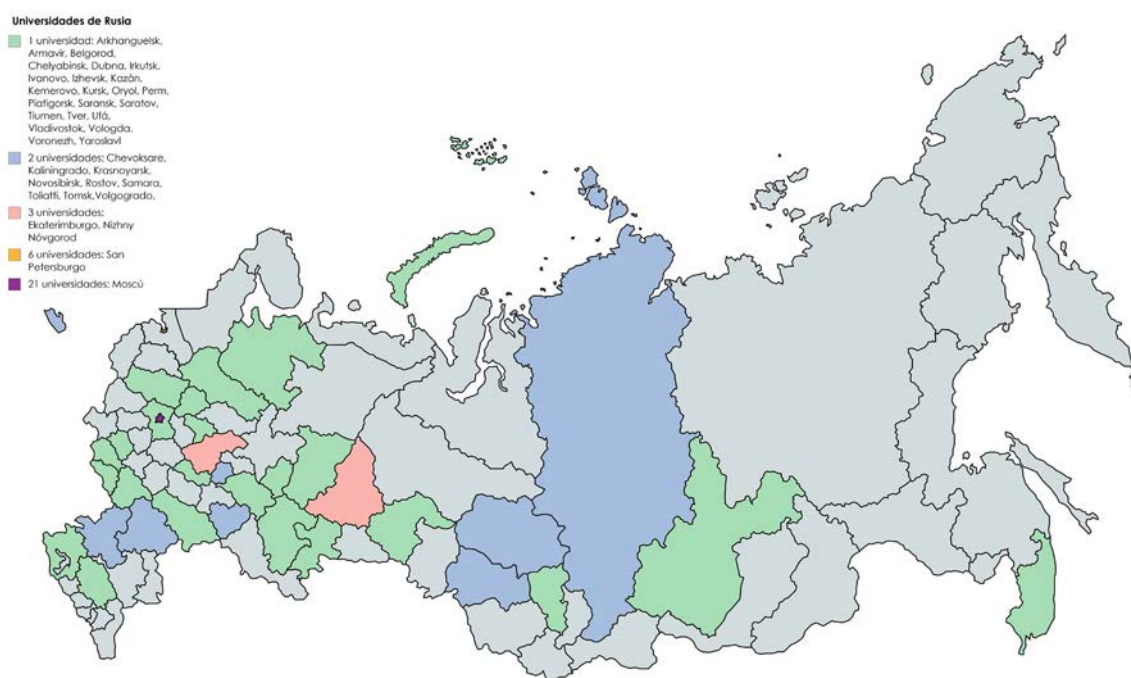 Universidades de Rusia
1 universidad: Arkhanguelsk,
Armavir, Belgorod,
Chelyabinsk, Dubna, Irkutsk,
Ivanovo, Izhevsk, Kazán,
Kemerovo, Kursk, Oryol, Perm,
Piatigorsk, Saransk, Saratov,
Tiumen, Tver, Ufá,
Vladivostok, Vologda,
Voronezh, Yaroslavl
2 universidades: Chevoksare,
Kaliningrado, Krasnoyarsk,
Novosibirsk, Rostov, Samara,
Toliatti, Tomsk,Volgogrado,
3 universidades:
Ekaterimburgo, Nizhny
Nóvgorod
6 universidades: San
Petersburgo
21 universidades: Moscú